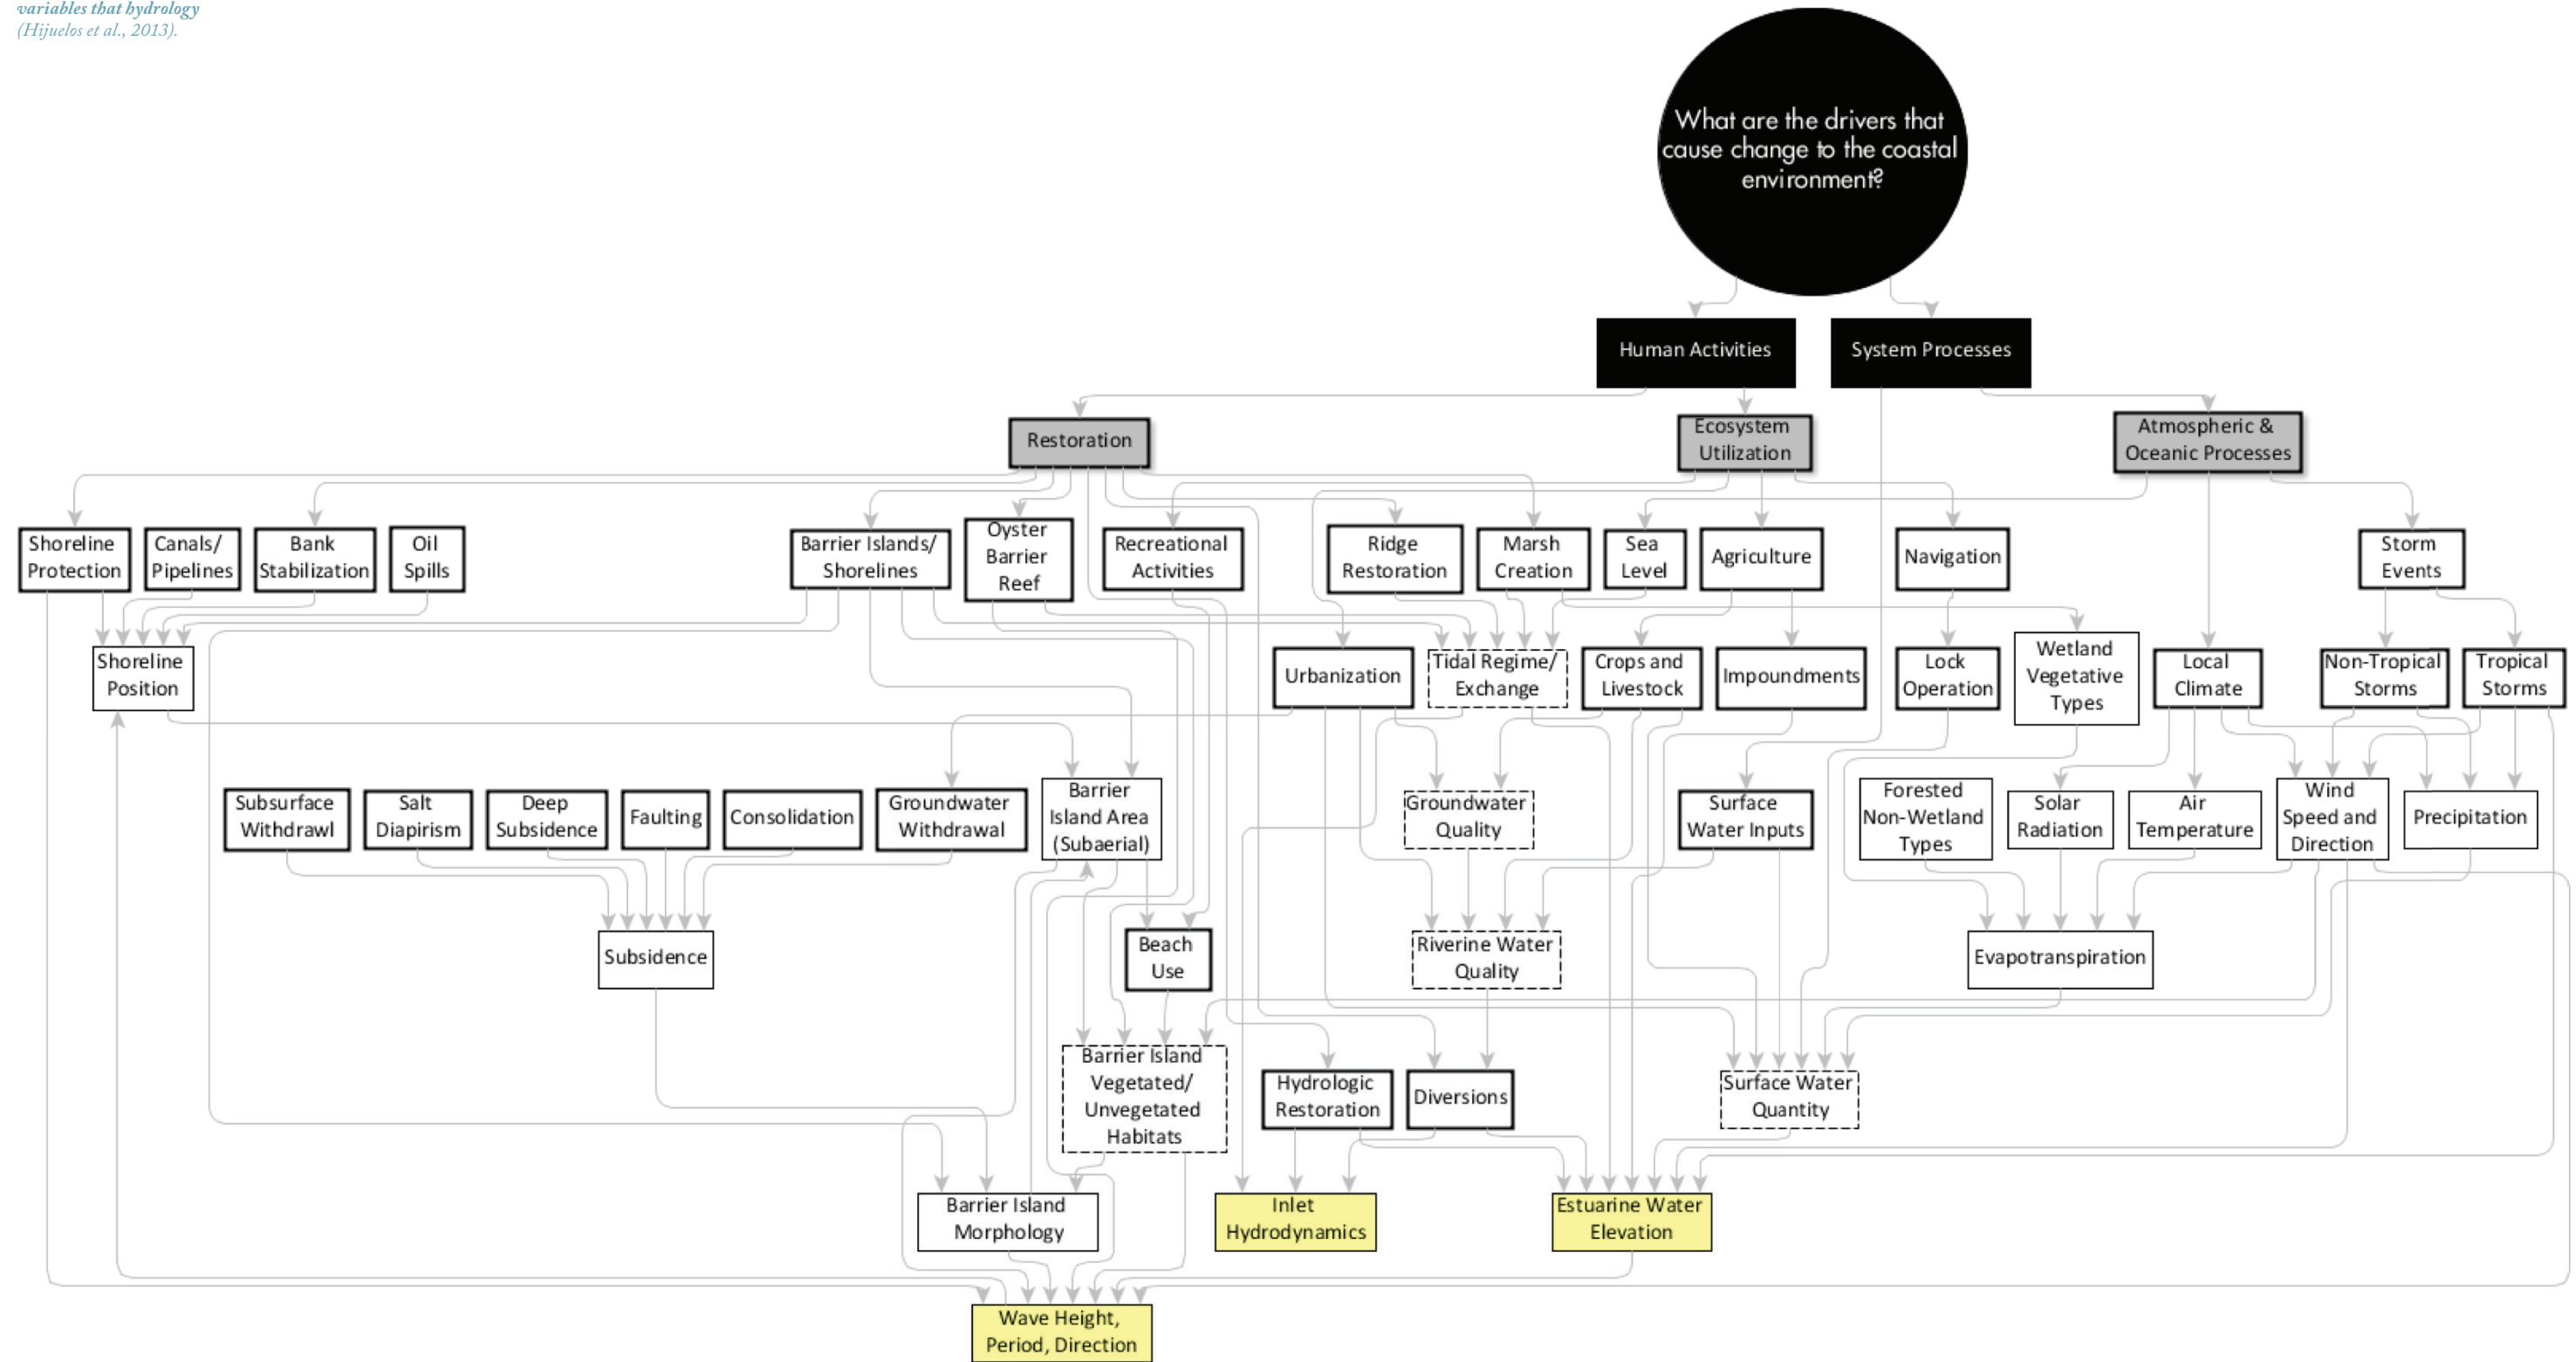 variables that hydrology
(Hijuelos et al., 2013).
What are the drivers that
cause change to the coastal
environment?
Human Activities
System Processes
Restoration
Ecosystem
Utilization
Atmospheric &
Oceanic Processes
Shoreline
Protection
Canals/
Pipelines
Bank
Stabilization
Oil
Spills
Barrier Islands/
Shorelines
Oyster
Barrier
Reef
Recreational
Activities
Ridge
Restoration
Marsh
Creation
Sea
Level
Agriculture
Navigation
Storm
Events
Shoreline
Position
Urbanization
Tidal Regime/
Exchange
Crops and
Livestock
Impoundments
Lock
Operation
Wetland
Vegetative
Types
Local
Climate
Non-Tropical
Storms
Tropical
Storms
Subsurface
Withdrawl
Salt
Diapirism
Deep
Subsidence
Faulting
Consolidation
Groundwater
Withdrawal
Barrier
Island Area
(Subaerial)
Groundwater
Quality
Surface
Water Inputs
Forested
Non-Wetland
Types
Solar
Radiation
Air
Temperature
Wind
Speed and
Direction
Precipitation
Subsidence
Beach
Use
Riverine Water
Quality
Evapotranspiration
Barrier Island
Vegetated/
Unvegetated
Habitats
Hydrologic
Restoration
Diversions
Surface Water
Quantity
Barrier Island
Morphology
Inlet
Hydrodynamics
Estuarine Water
Elevation
Wave Height,
Period, Direction